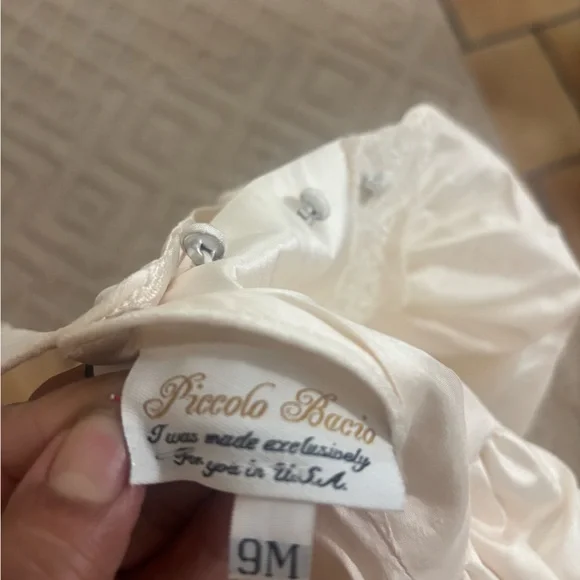 Piccolo Bacio
I was made exclusively
For you in U.S.A.
9M